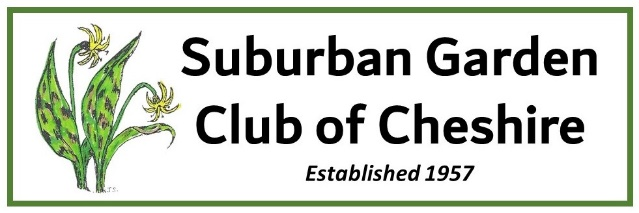 Suburban Garden
Club of Cheshire
Established 1957